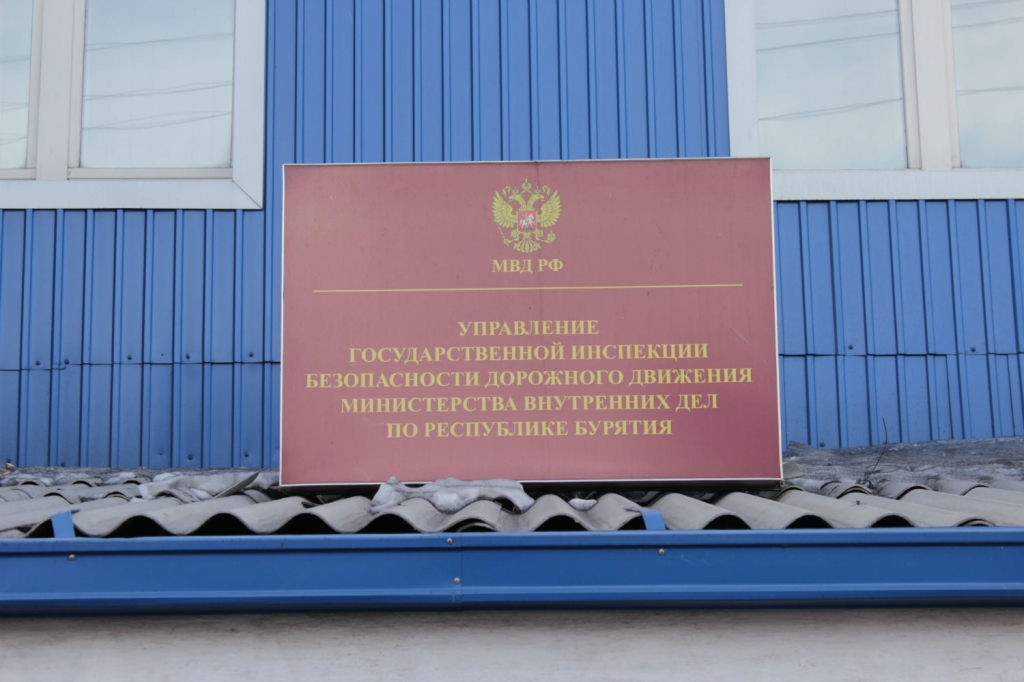 МВД РФ
УПРАВЛЕНИЕ
ГОСУДАРСТВЕННОЙ ИНСПЕКЦИИ
БЕЗОПАСНОСТИ ДОРОЖНОГО ДВИЖЕНИЯ
МИНИСТЕРСТВА ВНУТРЕННИХ ДЕЛ
ПО РЕСПУБЛИКЕ БУРЯТИЯ